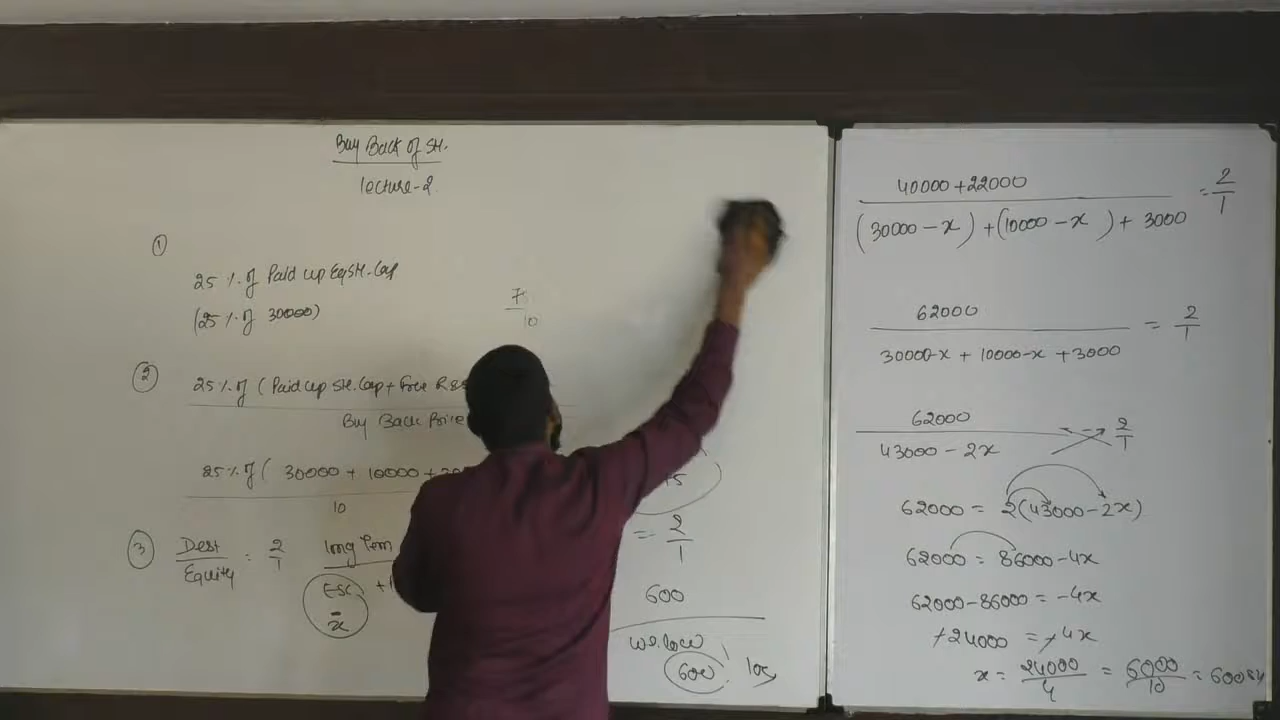 Buy Back of SH.
lecture-2
①
25 %. of Paid up EqSH. Cap
(25 %. of 30000)
7
10
②
25 %. of (Paid up SH. Cap + Free Res
Buy Back Price
25 %. of ( 30000 + 10000 +
10
③ Debt
Equity
= 2
1
long Term
ESC
- x
= 2
1
600
600
40000 + 22000
(30000 - x) + (10000 - x) + 3000
= 2
1
62000
30000-x + 10000-x + 3000
= 2
1
62000
43000 - 2x
2
1
62000 = 2(43000 - 2x)
62000 = 86000 - 4x
62000 - 86000 = -4x
-24000 = -4x
x = 24000
4
= 6000
10
= 600 SH